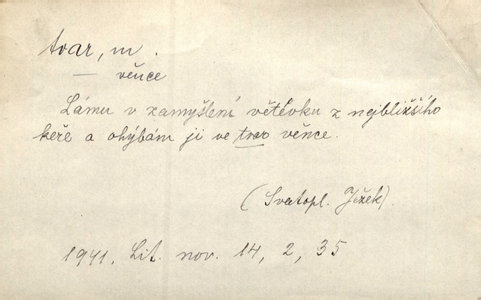 tvar, m.
— věnce
Lámu v zamyšlení větévku z nejbližšího
keře a ohýbám ji ve tvar věnce.
(Svatopl. Ježek).
1941. Lit. nov. 14, 2, 35